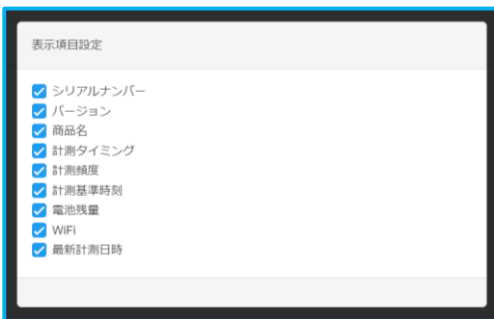 表示項目設定
シリアルナンバー
バージョン
商品名
計測タイミング
計測頻度
計測基準時刻
電池残量
WiFi
最新計測日時